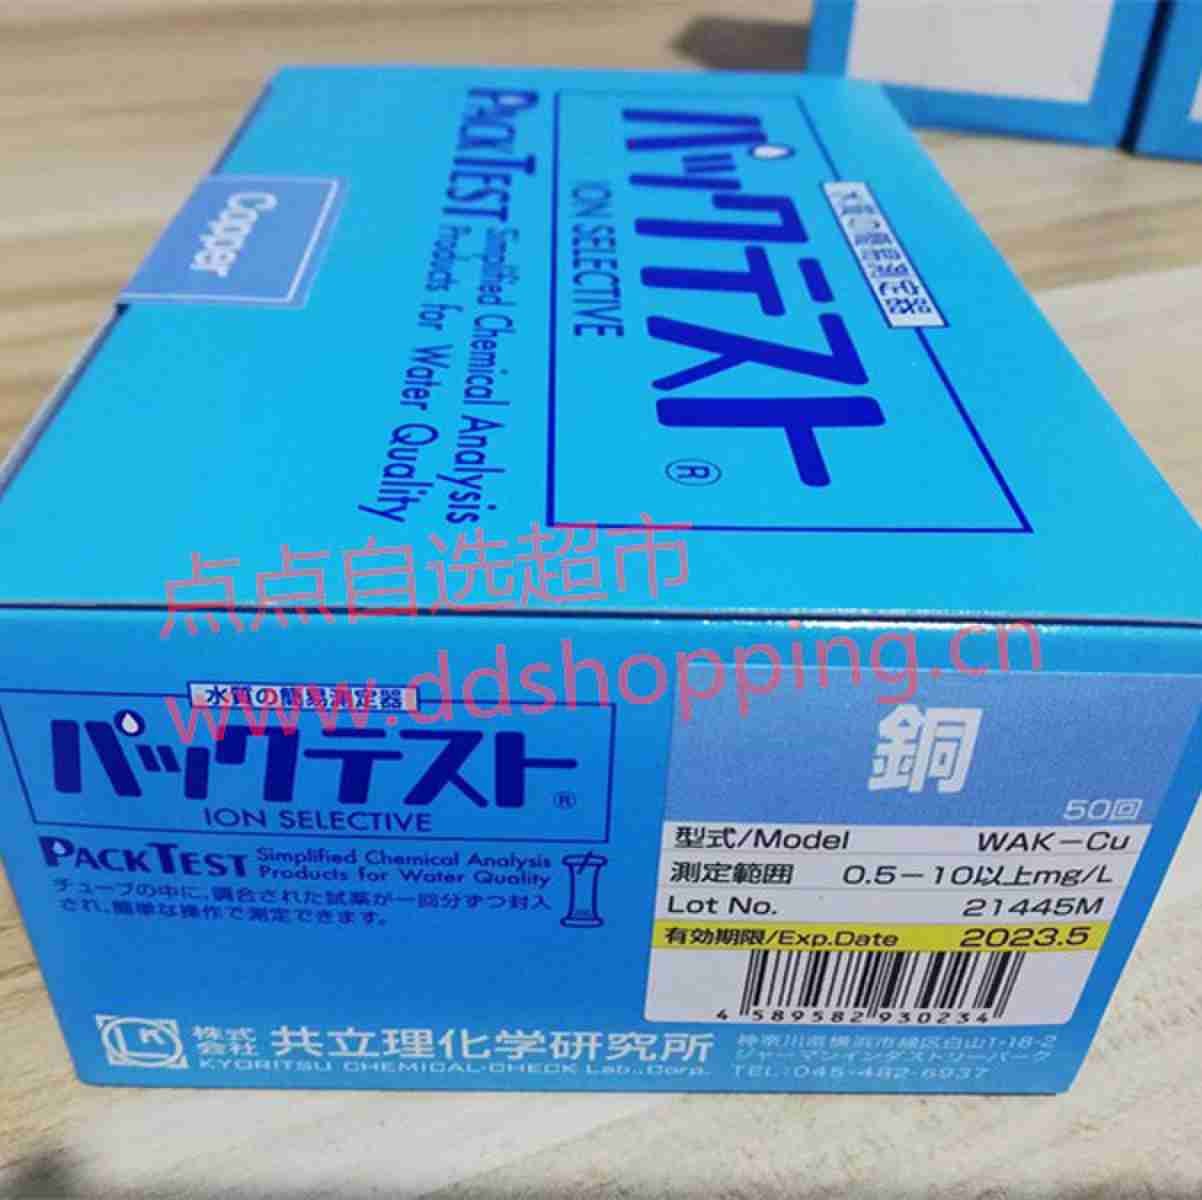 水質の簡易測定器
パックテスト®
ION SELECTIVE
PACKTEST Simplified Chemical Analysis
Products for Water Quality
Copper
点点自选超市
www.ddshopping.cn
水質の簡易測定器
パックテスト®
ION SELECTIVE
PACKTEST Simplified Chemical Analysis
Products for Water Quality
チューブの中に、調合された試薬が一回分ずつ封入
され、簡単な操作で測定できます。
銅
50回
型式/Model WAK-Cu
測定範囲 0.5-10以上mg/L
Lot No. 21445M
有効期限/Exp.Date 2023.5
4 589582 930234
株式会社 共立理化学研究所
KYORITSU CHEMICAL-CHECK Lab., Corp.
神奈川県横浜市緑区白山1-18-2
ジャーマンインダストリーパーク
TEL:045-482-6937